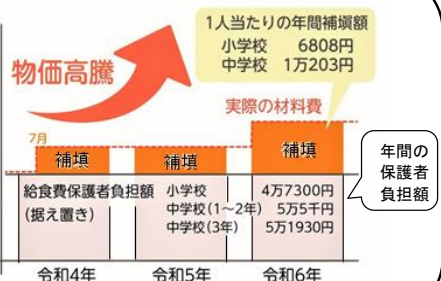 1人当たりの年間補塡額
小学校 6808円
中学校 1万203円
物価高騰
実際の材料費
7月
補填 補填 補填
年間の
保護者
負担額
給食費保護者負担額 小学校 4万7300円
(据え置き) 中学校(1〜2年) 5万5千円
中学校(3年) 5万1930円
令和4年 令和5年 令和6年